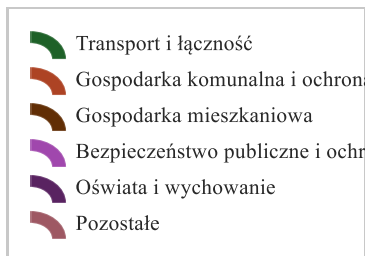 Transport i łączność
Gospodarka komunalna i ochrona
Gospodarka mieszkaniowa
Bezpieczeństwo publiczne i ochr
Oświata i wychowanie
Pozostałe